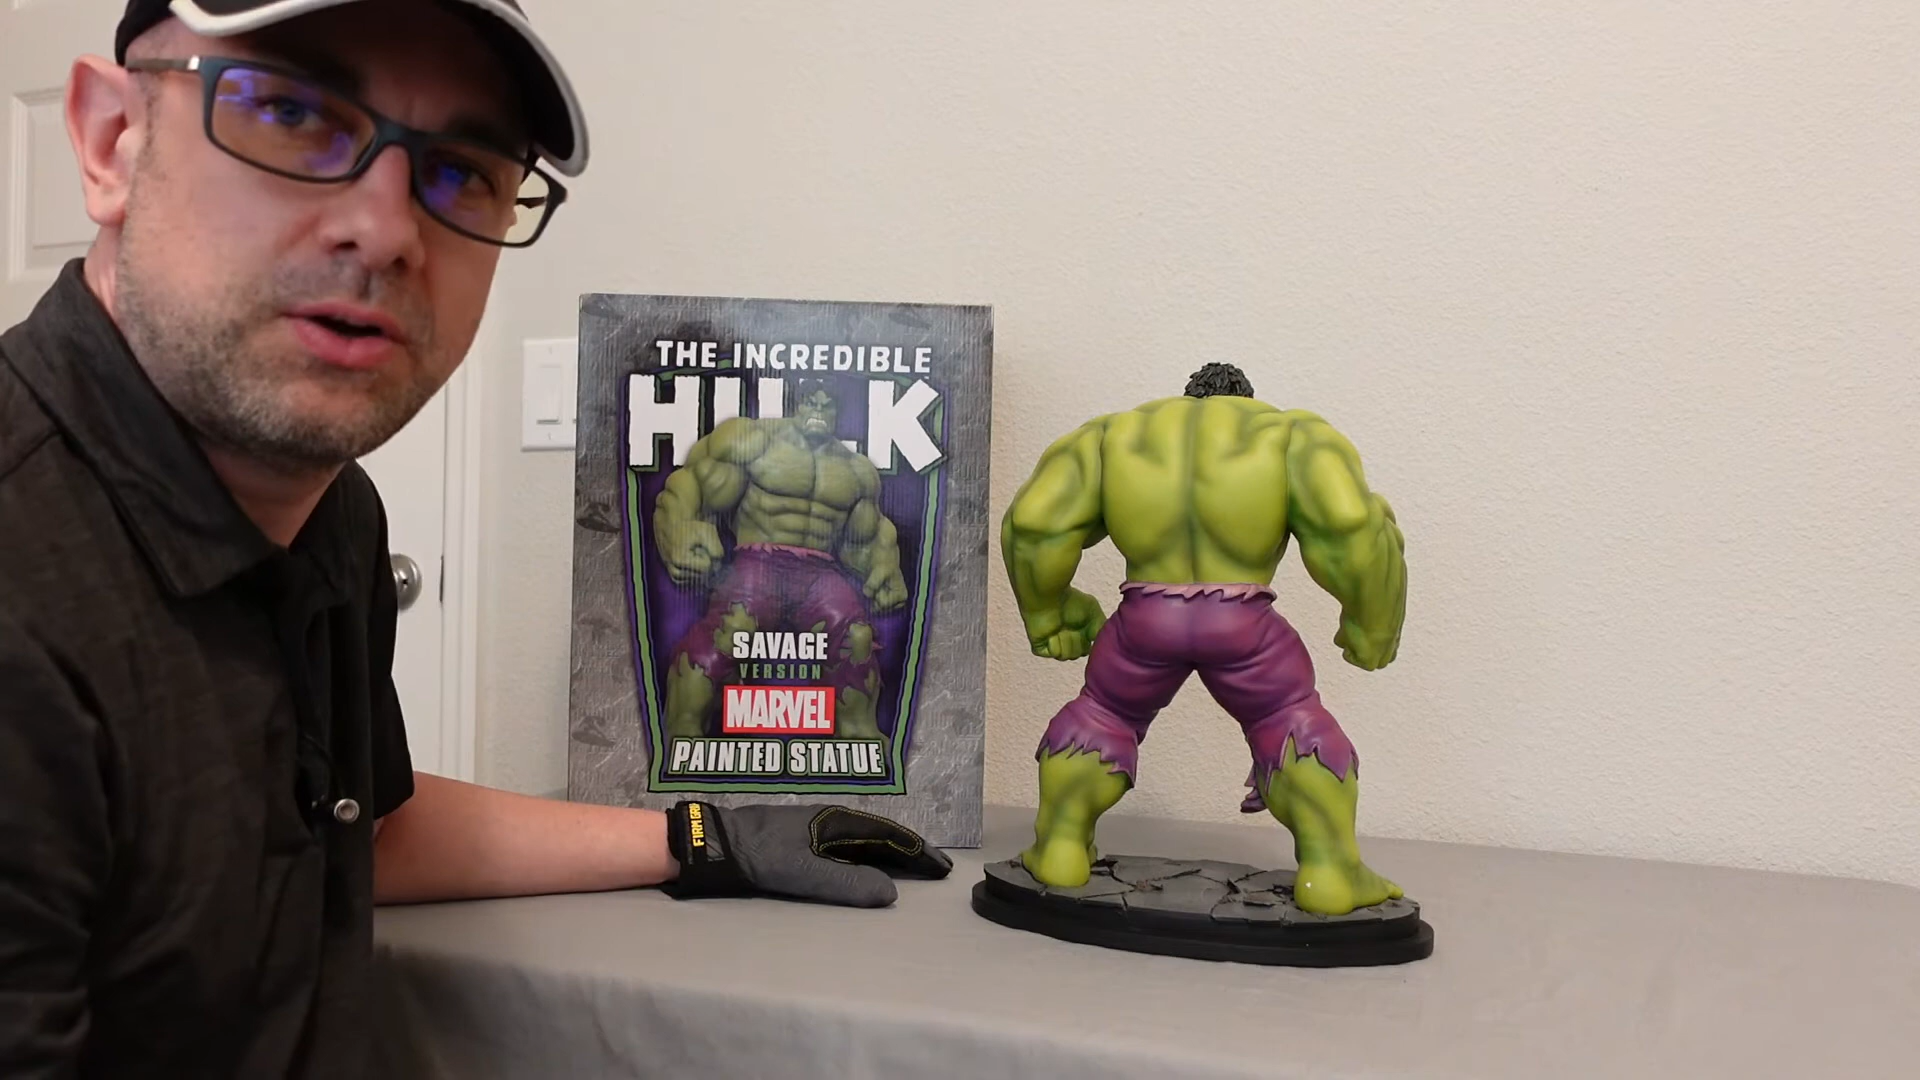 THE INCREDIBLE
HULK
SAVAGE
VERSION
MARVEL
PAINTED STATUE
FIRM GRIP